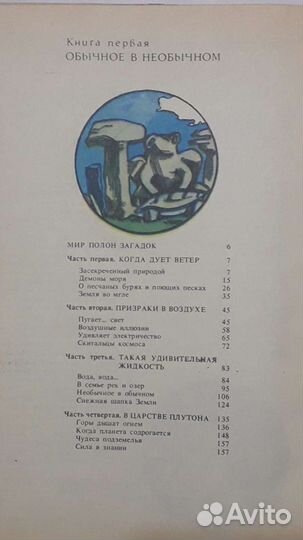 Книга первая
ОБЫЧНОЕ В НЕОБЫЧНОМ
МИР ПОЛОН ЗАГАДОК 6
Часть первая. КОГДА ДУЕТ ВЕТЕР 7
Засекреченный природой 7
Демоны моря 15
О песчаных бурях и поющих песках 26
Земля во мгле 35
Часть вторая. ПРИЗРАКИ В ВОЗДУХЕ 45
Пугает... свет 45
Воздушные иллюзии 58
Удивляет электричество 65
Скитальцы космоса 72
Часть третья. ТАКАЯ УДИВИТЕЛЬНАЯ
ЖИДКОСТЬ 83
Вода, вода... 84
В семье рек и озер 95
Необычное в обычном 106
Снежная шапка Земли 124
Часть четвертая. В ЦАРСТВЕ ПЛУТОНА 135
Горы дышат огнем 136
Когда планета содрогается 148
Чудеса подземелья 157
Сила в знании 157
Avito